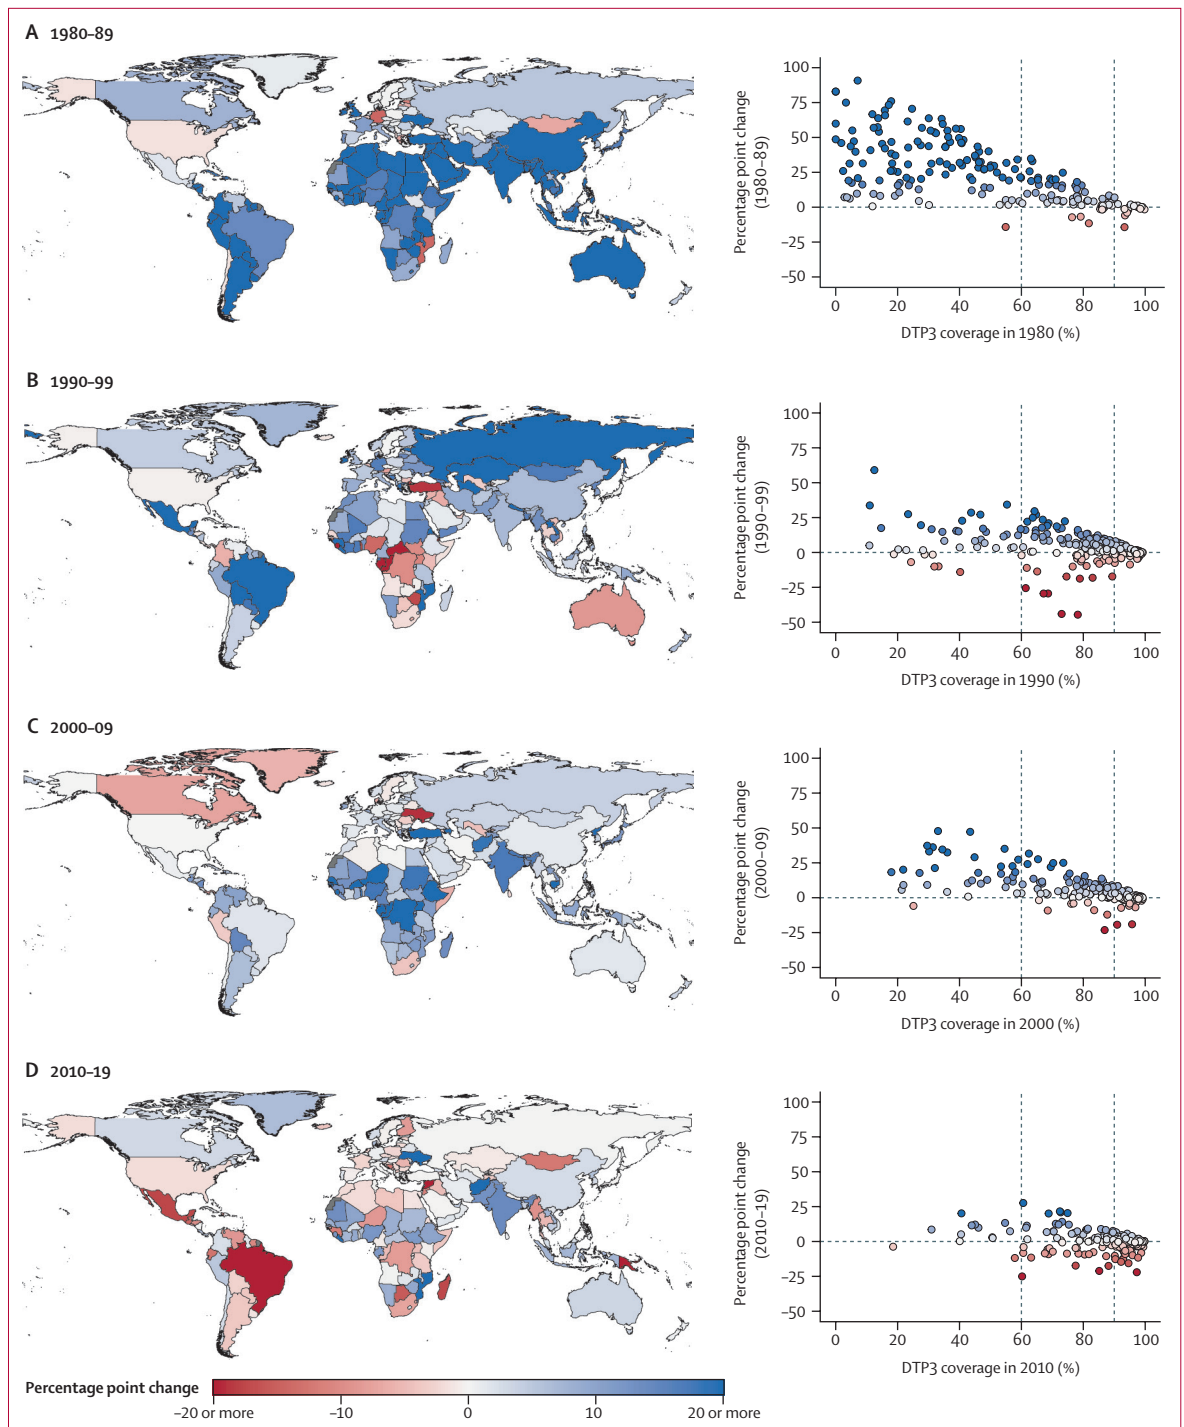 A 1980–89
100
75
50
25
0
−25
−50
Percentage point change
(1980–89)
0 20 40 60 80 100
DTP3 coverage in 1980 (%)
B 1990–99
100
75
50
25
0
−25
−50
Percentage point change
(1990–99)
0 20 40 60 80 100
DTP3 coverage in 1990 (%)
C 2000–09
100
75
50
25
0
−25
−50
Percentage point change
(2000–09)
0 20 40 60 80 100
DTP3 coverage in 2000 (%)
D 2010–19
100
75
50
25
0
−25
−50
Percentage point change
(2010–19)
0 20 40 60 80 100
DTP3 coverage in 2010 (%)
Percentage point change
−20 or more −10 0 10 20 or more